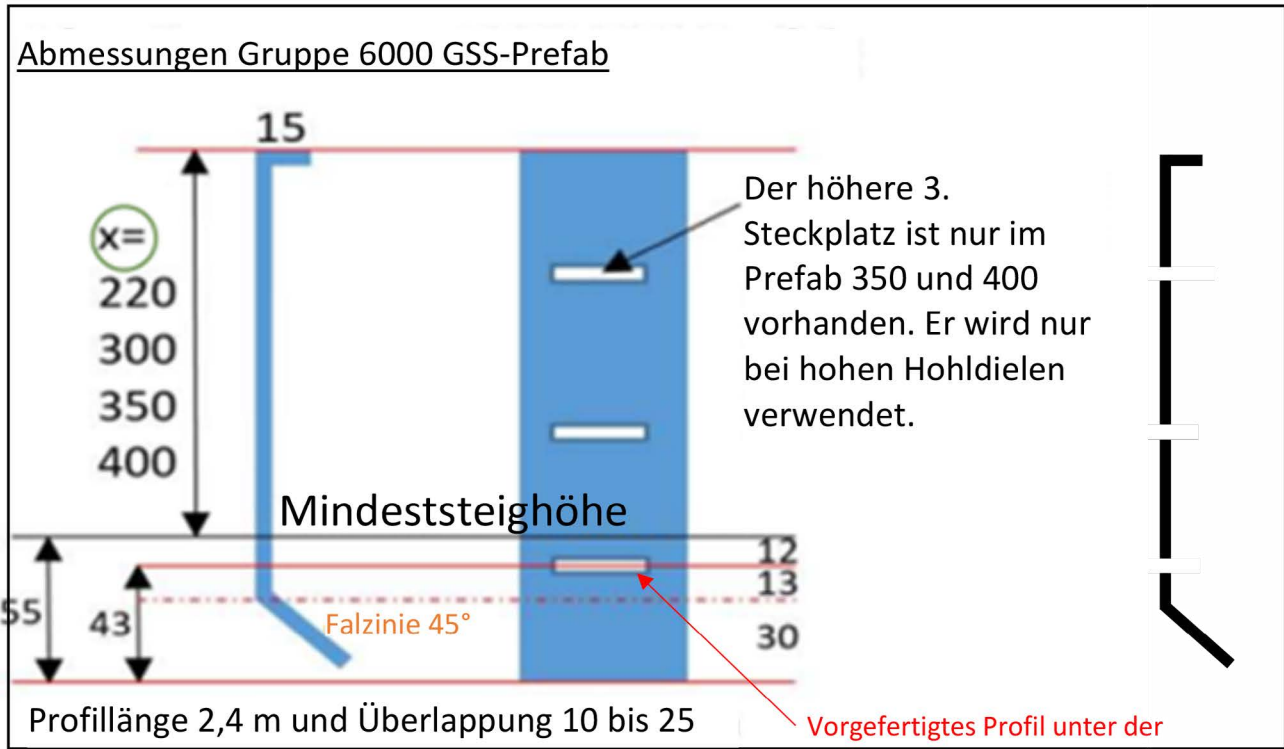 Abmessungen Gruppe 6000 GSS-Prefab
15
x=
220
300
350
400
Der höhere 3.
Steckplatz ist nur im
Prefab 350 und 400
vorhanden. Er wird nur
bei hohen Hohldielen
verwendet.
Mindeststeighöhe
12
13
30
55
43
Falzinie 45°
Profillänge 2,4 m und Überlappung 10 bis 25
Vorgefertigtes Profil unter der